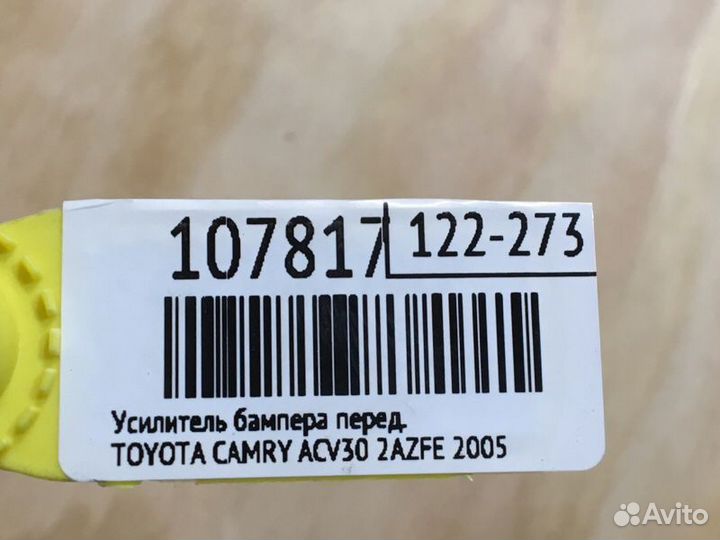 107817 122-273
Усилитель бампера перед.
TOYOTA CAMRY ACV30 2AZFE 2005
Avito